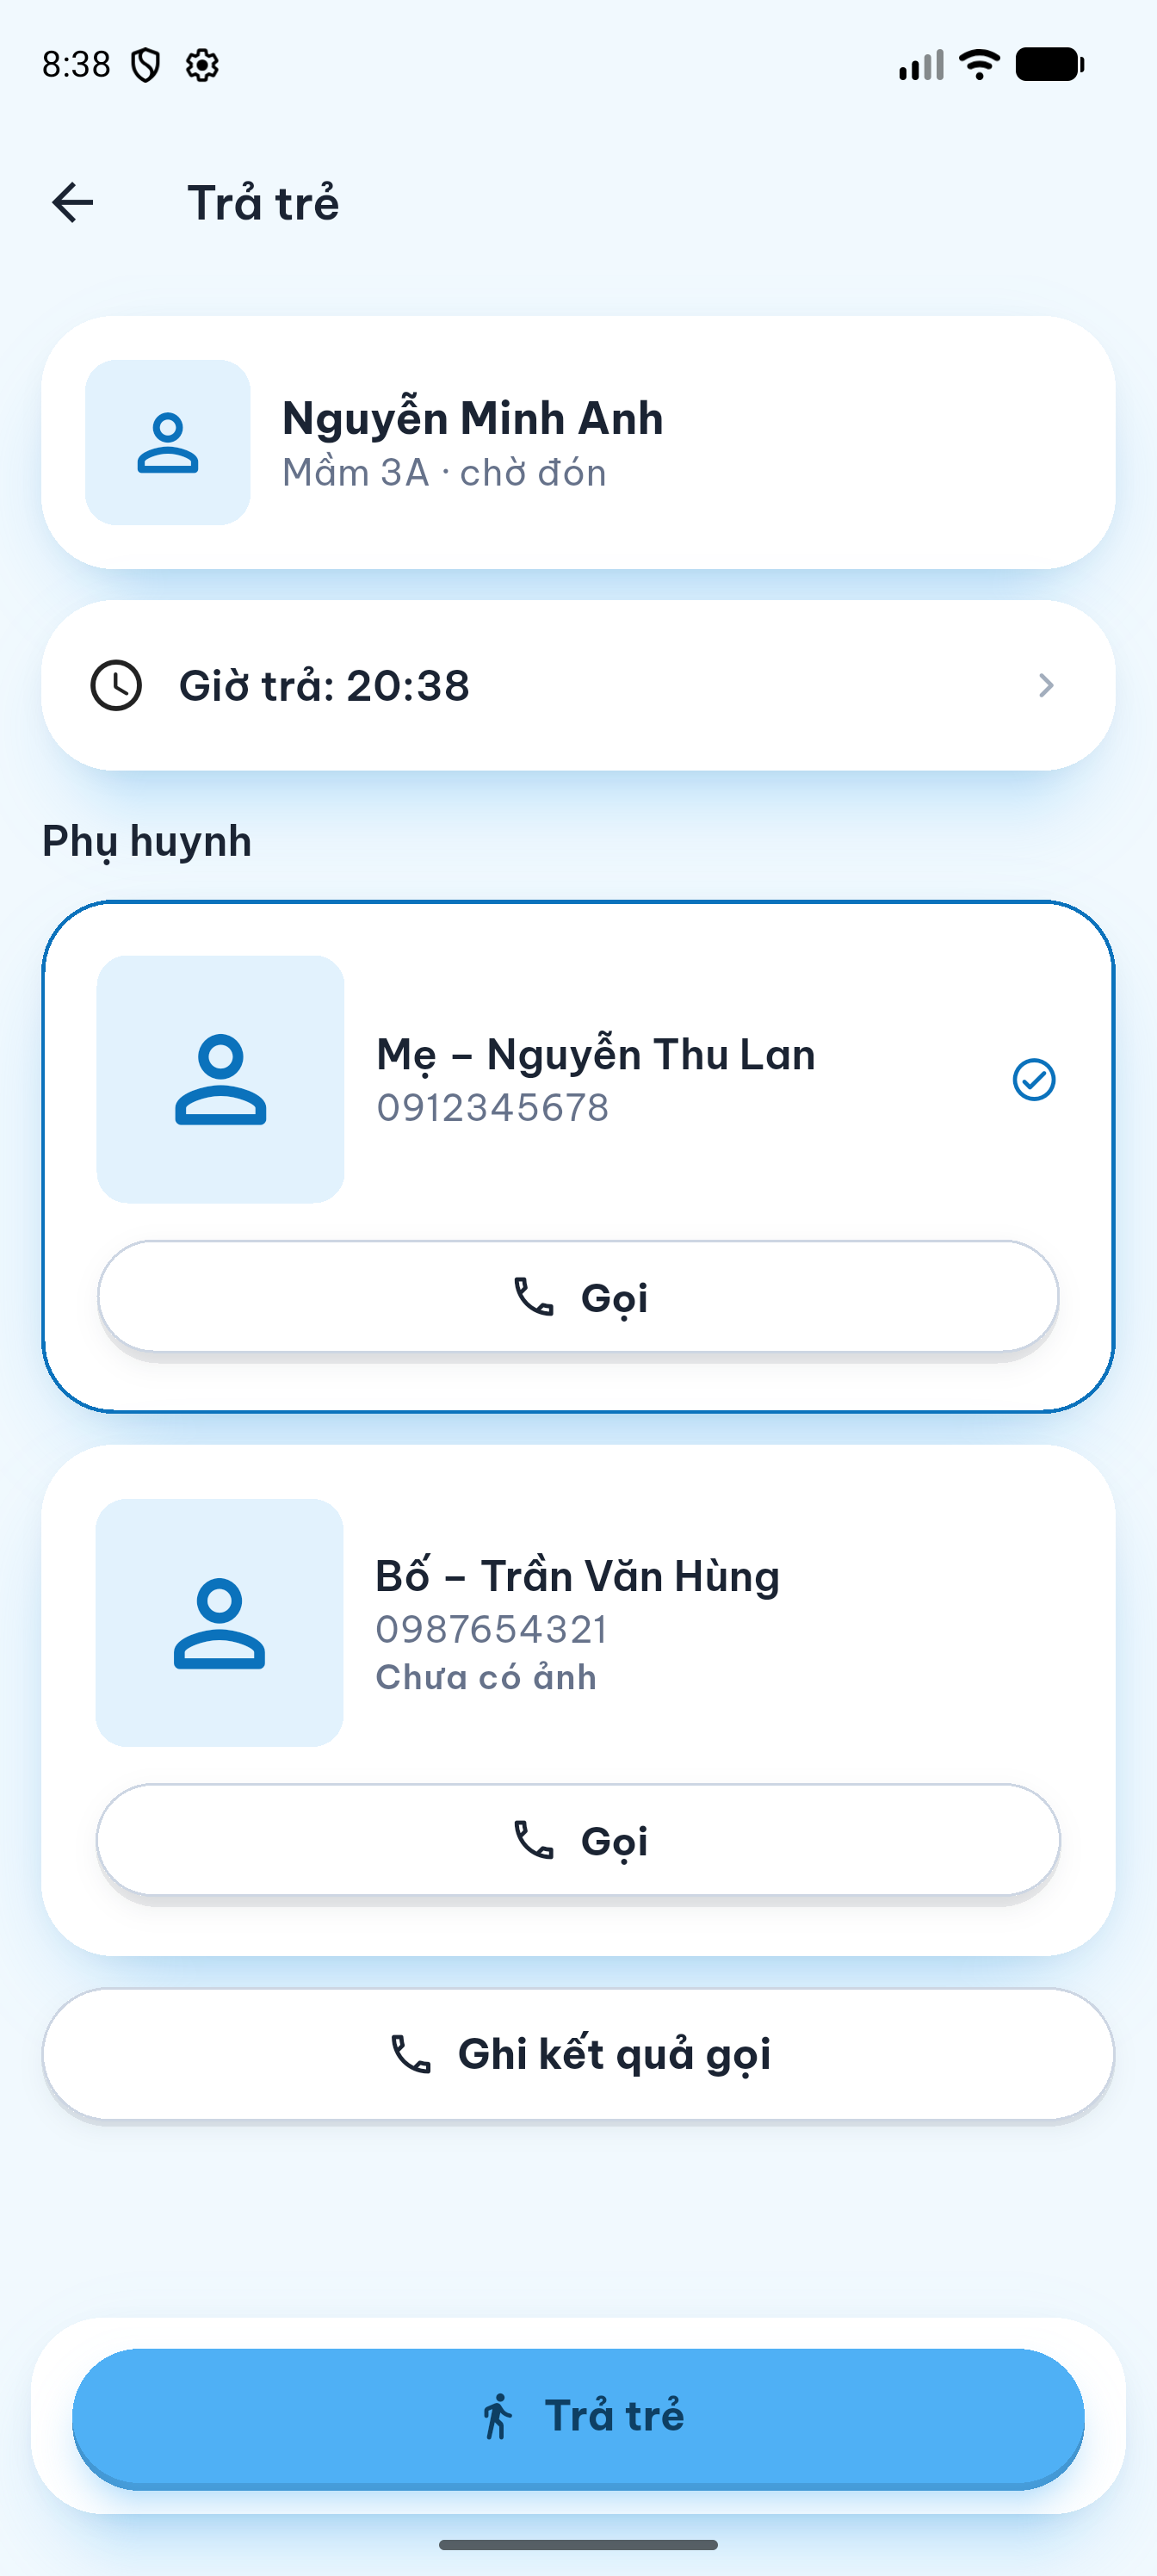 8:38
Trả trẻ
Nguyễn Minh Anh
Mầm 3A · chờ đón
Giờ trả: 20:38
Phụ huynh
Mẹ – Nguyễn Thu Lan
0912345678
Gọi
Bố – Trần Văn Hùng
0987654321
Chưa có ảnh
Gọi
Ghi kết quả gọi
Trả trẻ